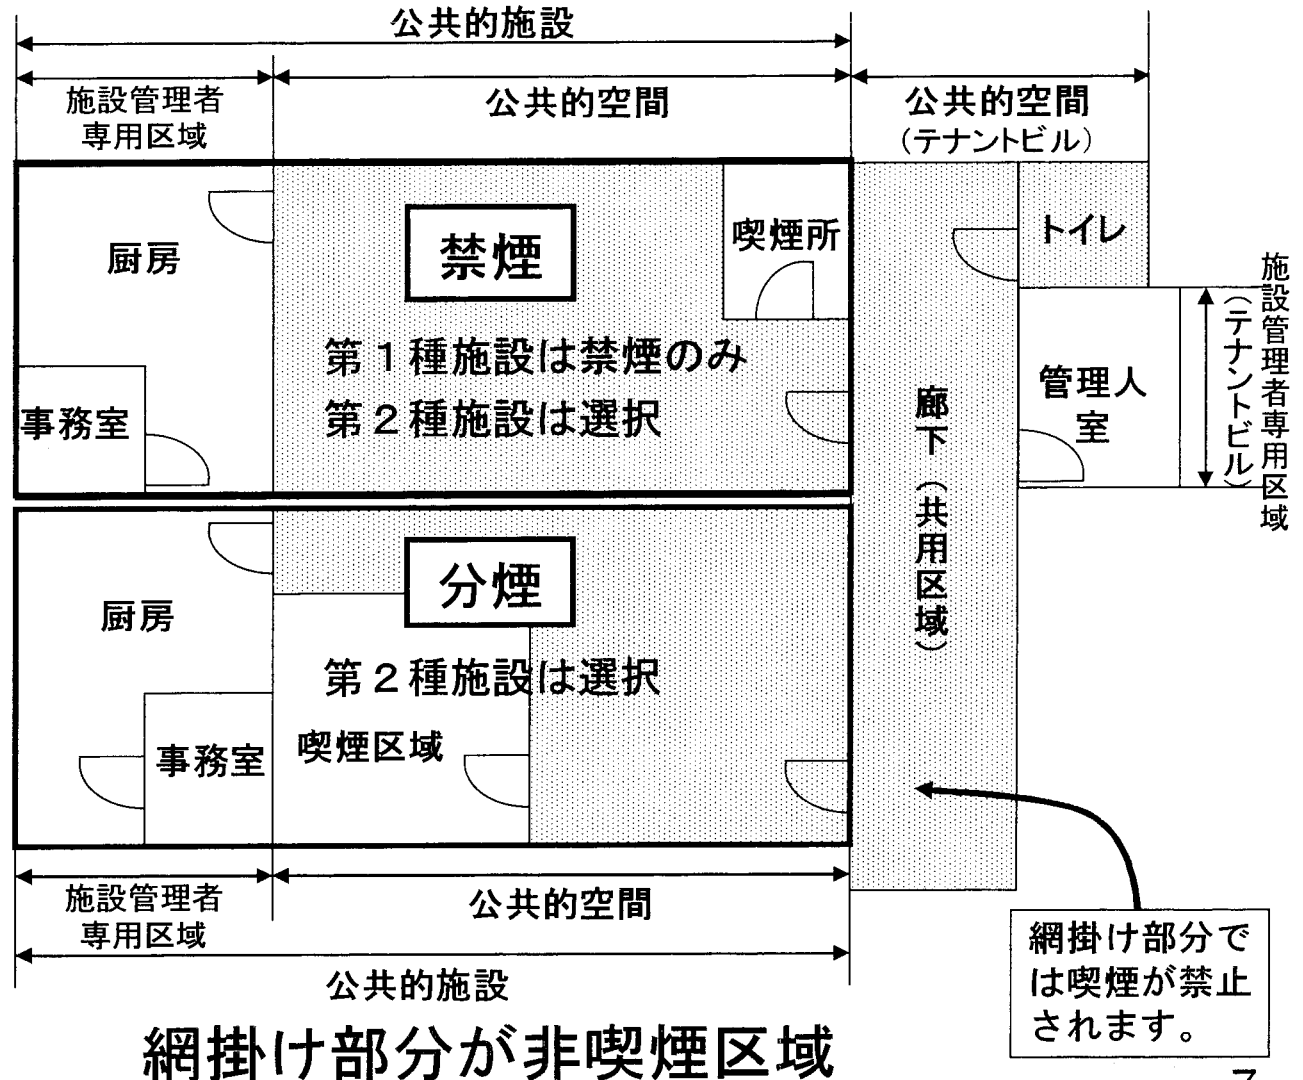 公共的施設
施設管理者
専用区域
公共的空間
公共的空間
（テナントビル）
厨房
事務室
禁煙
喫煙所
第１種施設は禁煙のみ
第２種施設は選択
トイレ
管理人
室
施設管理者専用区域
（テナントビル）
廊下（共用区域）
厨房
事務室
分煙
第２種施設は選択
喫煙区域
施設管理者
専用区域
公共的空間
公共的施設
網掛け部分で
は喫煙が禁止
されます。
網掛け部分が非喫煙区域